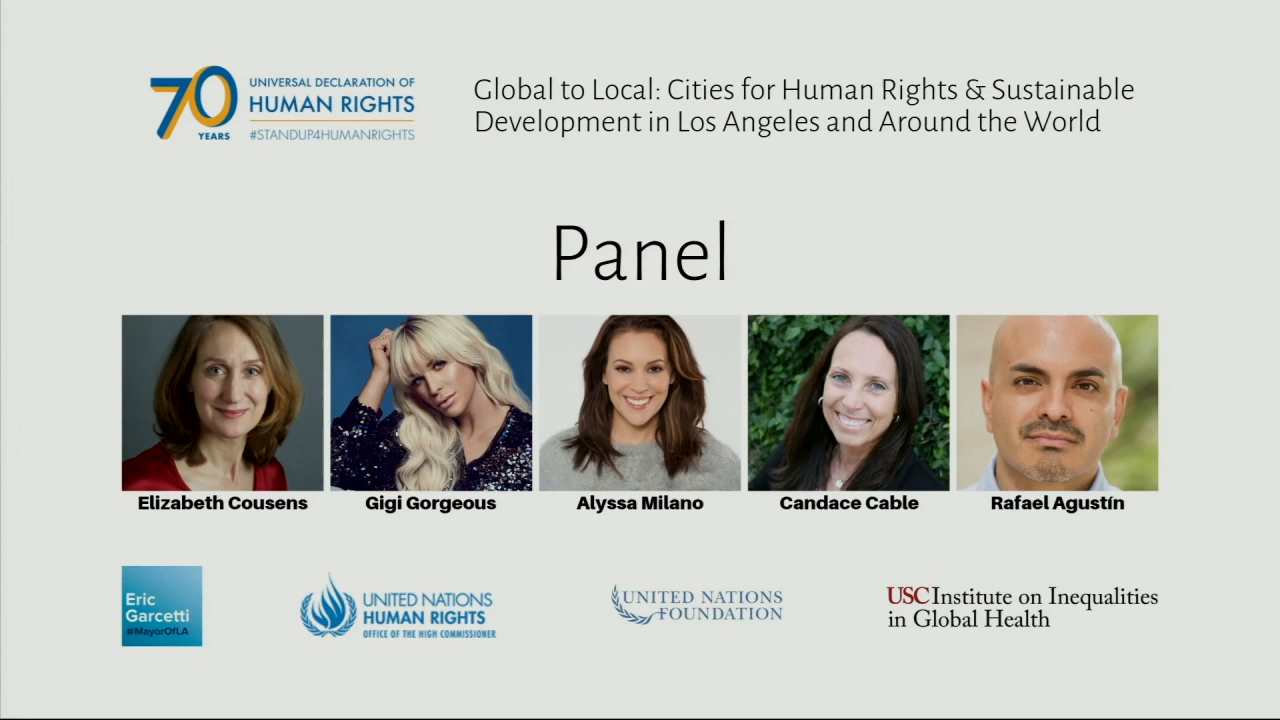 70
YEARS
UNIVERSAL DECLARATION OF
HUMAN RIGHTS
#STANDUP4HUMANRIGHTS
Global to Local: Cities for Human Rights & Sustainable
Development in Los Angeles and Around the World
Panel
Elizabeth Cousens
Gigi Gorgeous
Alyssa Milano
Candace Cable
Rafael Agustín
Eric
Garcetti
@MayorOfLA
UNITED NATIONS
HUMAN RIGHTS
OFFICE OF THE HIGH COMMISSIONER
UNITED NATIONS
FOUNDATION
USC Institute on Inequalities
in Global Health